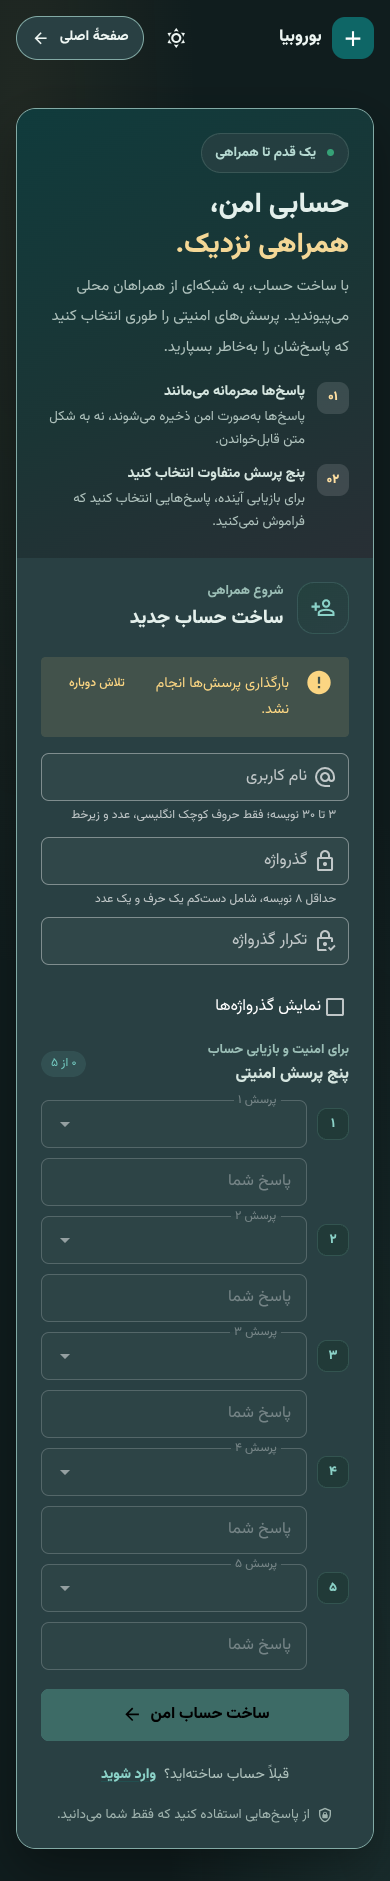 بوروبیا
صفحهٔ اصلی
یک قدم تا همراهی
حسابی امن،
همراهی نزدیک.
با ساخت حساب، به شبکه‌ای از همراهان محلی
می‌پیوندید. پرسش‌های امنیتی را طوری انتخاب کنید
که پاسخ‌شان را به‌خاطر بسپارید.
۰۱
پاسخ‌ها محرمانه می‌مانند
پاسخ‌ها به‌صورت امن ذخیره می‌شوند، نه به شکل
متن قابل‌خواندن.
۰۲
پنج پرسش متفاوت انتخاب کنید
برای بازیابی آینده، پاسخ‌هایی انتخاب کنید که
فراموش نمی‌کنید.
شروع همراهی
ساخت حساب جدید
بارگذاری پرسش‌ها انجام
نشد.
تلاش دوباره
نام کاربری
۳ تا ۳۰ نویسه؛ فقط حروف کوچک انگلیسی، عدد و زیرخط
گذرواژه
حداقل ۸ نویسه، شامل دست‌کم یک حرف و یک عدد
تکرار گذرواژه
نمایش گذرواژه‌ها
برای امنیت و بازیابی حساب
پنج پرسش امنیتی
۰ از ۵
۱
پرسش ۱
پاسخ شما
۲
پرسش ۲
پاسخ شما
۳
پرسش ۳
پاسخ شما
۴
پرسش ۴
پاسخ شما
۵
پرسش ۵
پاسخ شما
ساخت حساب امن
قبلاً حساب ساخته‌اید؟ وارد شوید
از پاسخ‌هایی استفاده کنید که فقط شما می‌دانید.